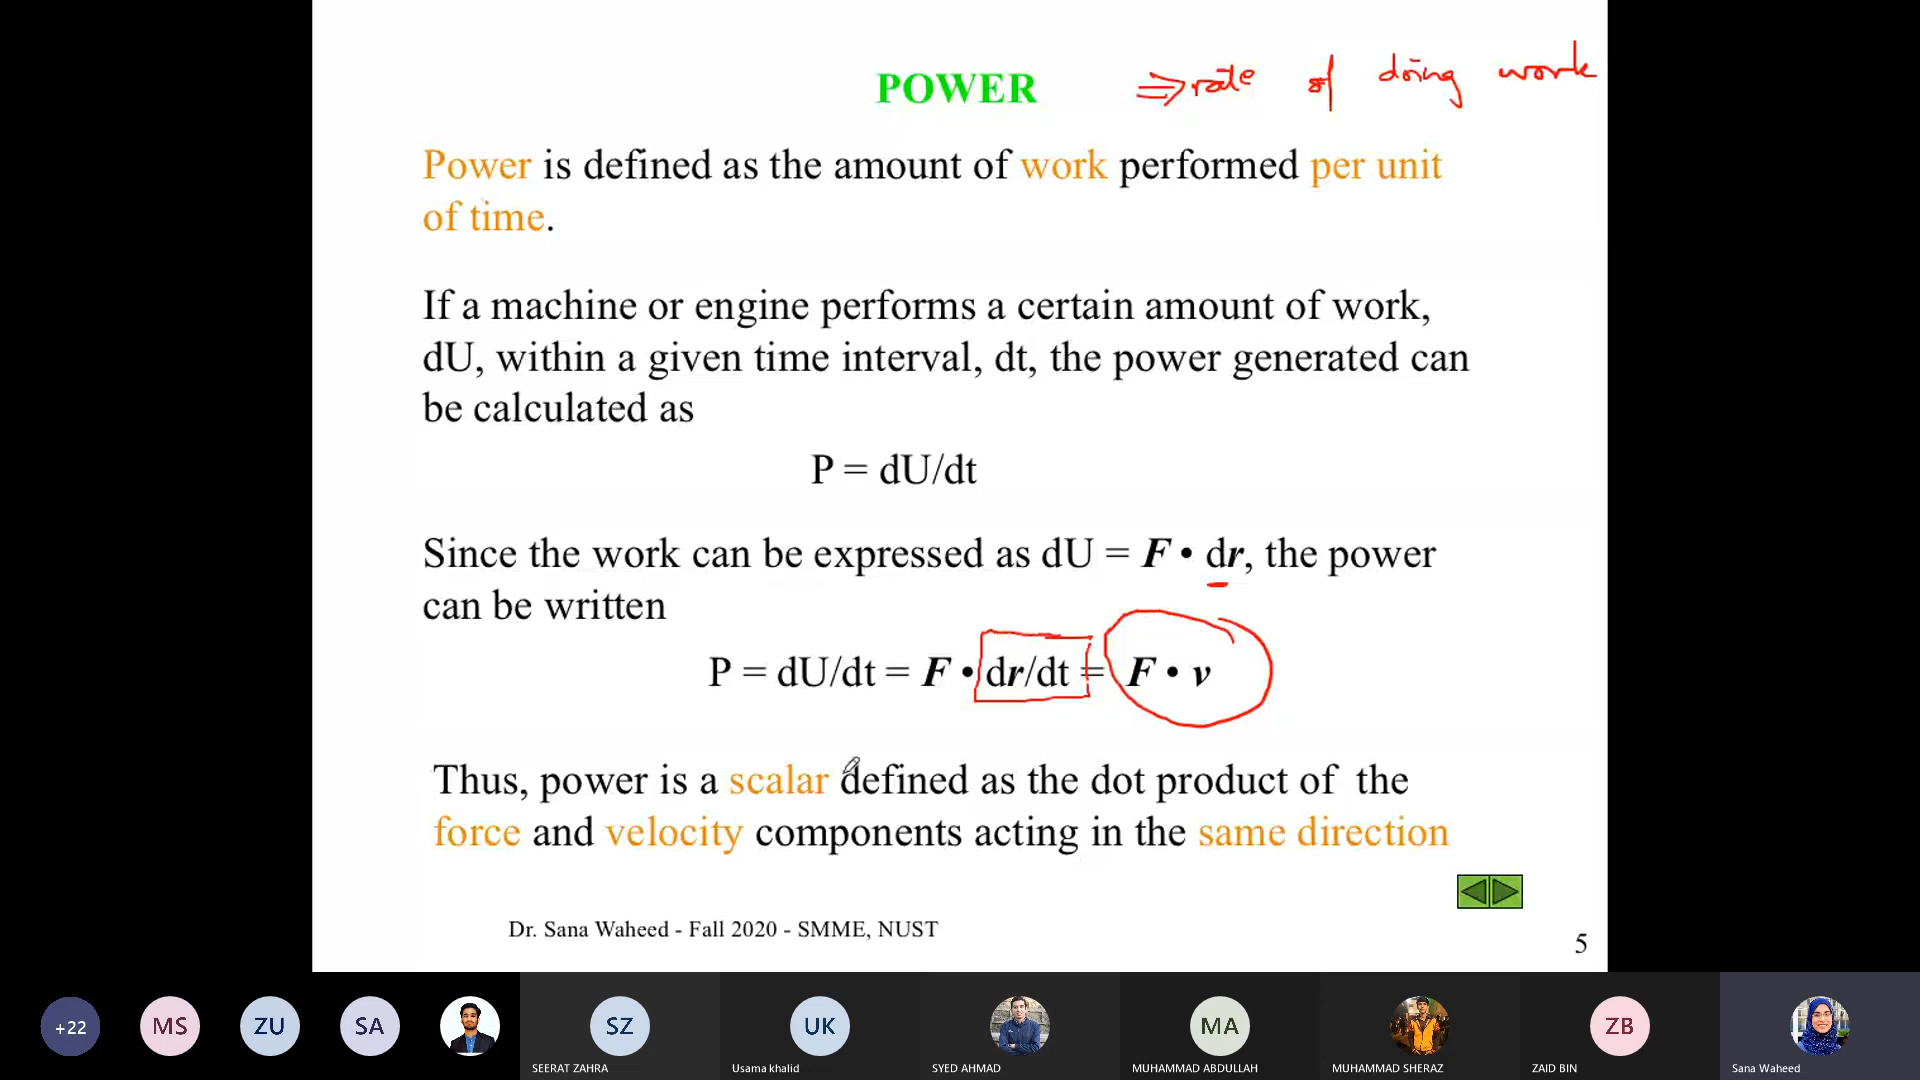 POWER ⇒ rate of doing work
Power is defined as the amount of work performed per unit
of time.
If a machine or engine performs a certain amount of work,
dU, within a given time interval, dt, the power generated can
be calculated as
P = dU/dt
Since the work can be expressed as dU = F • dr, the power
can be written
P = dU/dt = F • dr/dt = F • v
Thus, power is a scalar defined as the dot product of the
force and velocity components acting in the same direction
Dr. Sana Waheed - Fall 2020 - SMME, NUST
5
+22 MS ZU SA SZ UK MA ZB
SEERAT ZAHRA Usama khalid SYED AHMAD MUHAMMAD ABDULLAH MUHAMMAD SHERAZ ZAID BIN Sana Waheed